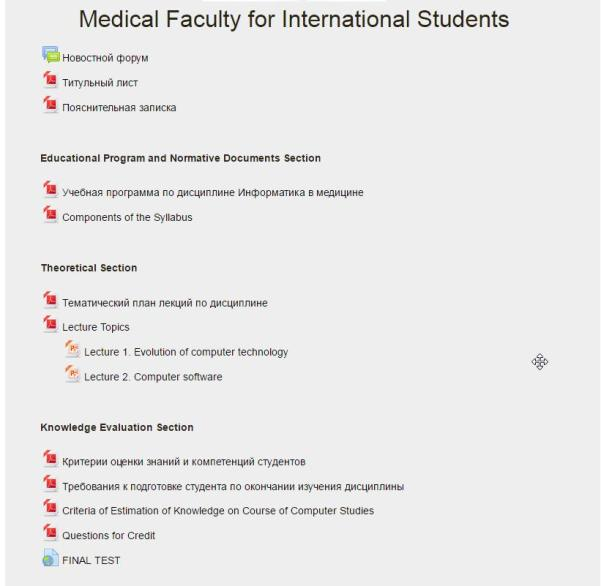 Medical Faculty for International Students
Новостной форум
Титульный лист
Пояснительная записка
Educational Program and Normative Documents Section
Учебная программа по дисциплине Информатика в медицине
Components of the Syllabus
Theoretical Section
Тематический план лекций по дисциплине
Lecture Topics
Lecture 1. Evolution of computer technology
Lecture 2. Computer software
Knowledge Evaluation Section
Критерии оценки знаний и компетенций студентов
Требования к подготовке студента по окончании изучения дисциплины
Criteria of Estimation of Knowledge on Course of Computer Studies
Questions for Credit
FINAL TEST